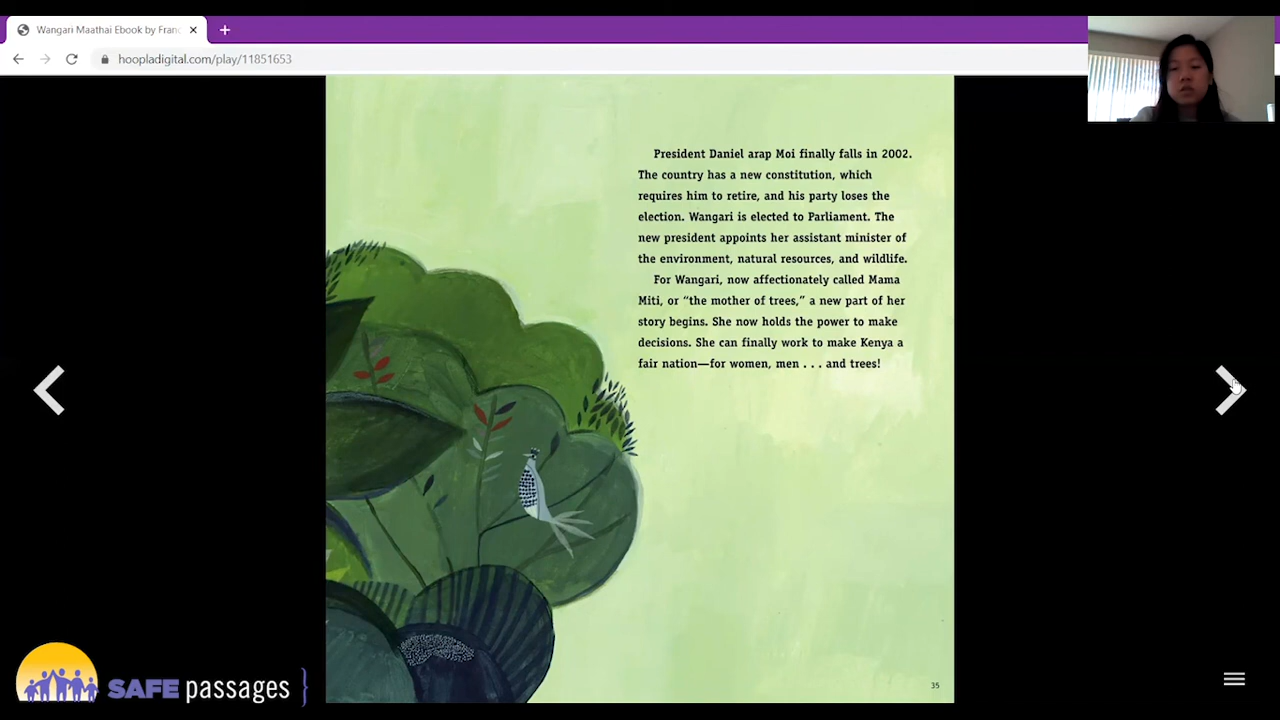 Wangari Maathai Ebook by Franc
hoopladigital.com/play/11851653
President Daniel arap Moi finally falls in 2002.
The country has a new constitution, which
requires him to retire, and his party loses the
election. Wangari is elected to Parliament. The
new president appoints her assistant minister of
the environment, natural resources, and wildlife.
For Wangari, now affectionately called Mama
Miti, or “the mother of trees,” a new part of her
story begins. She now holds the power to make
decisions. She can finally work to make Kenya a
fair nation—for women, men . . . and trees!
35
SAFE passages